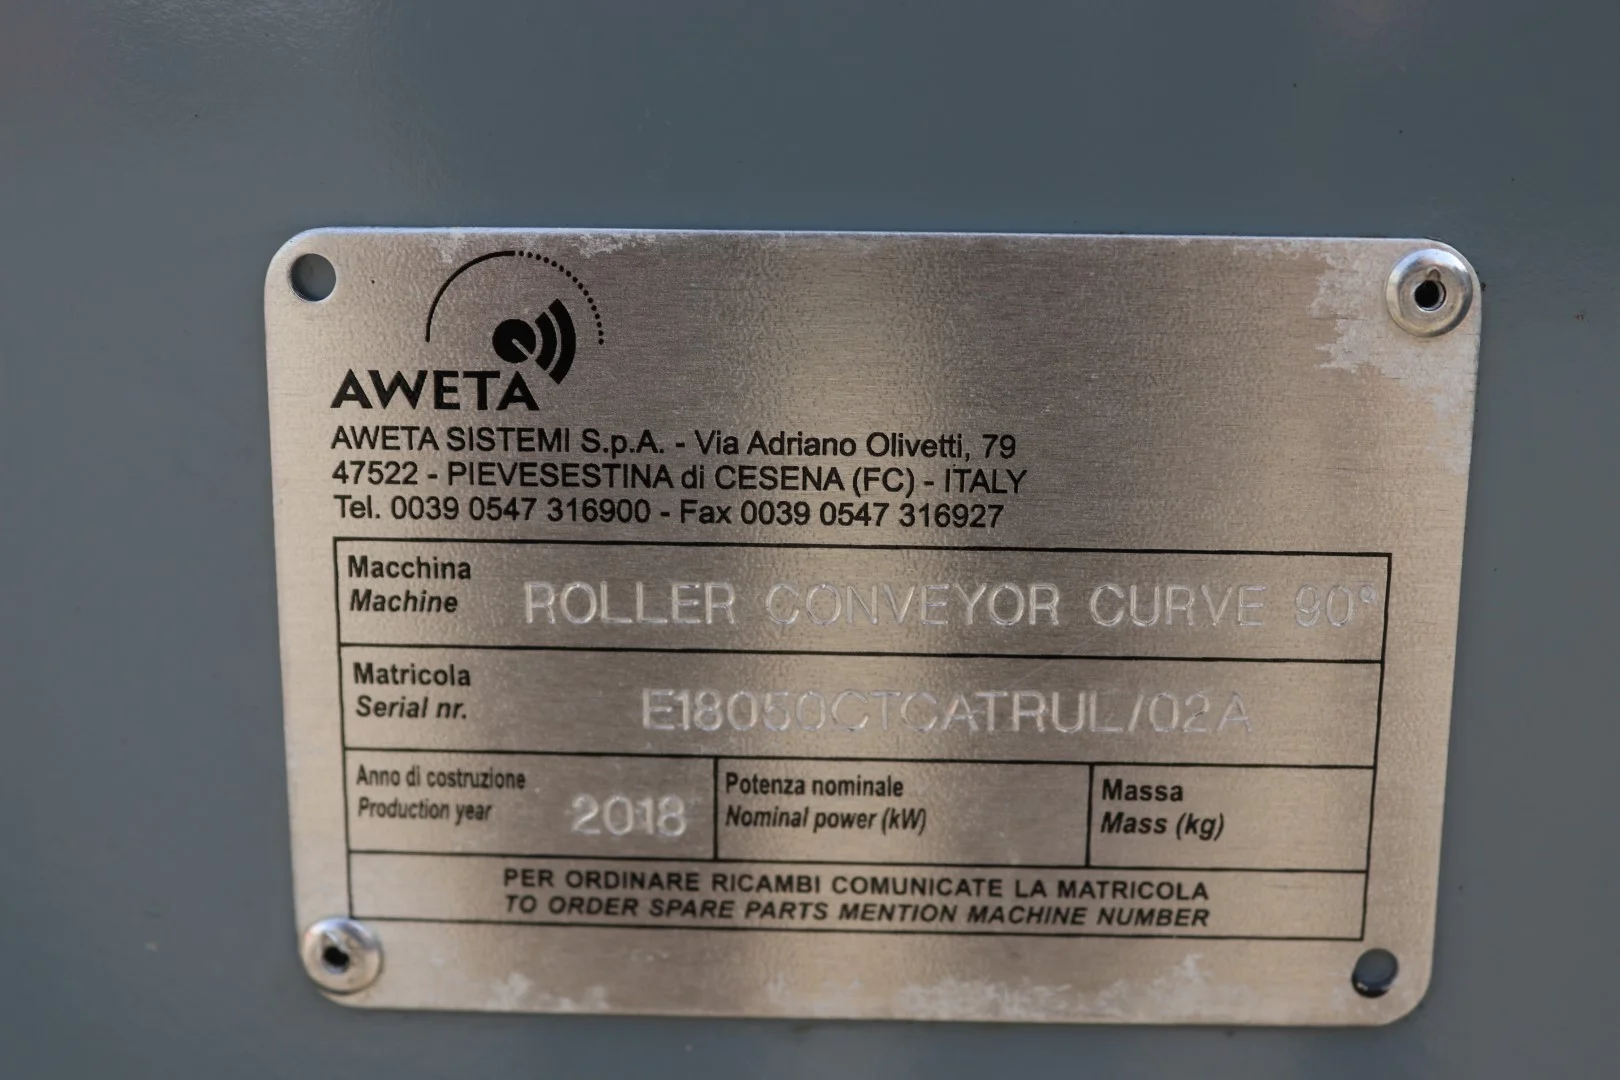 AWETA
AWETA SISTEMI S.p.A. - Via Adriano Olivetti, 79
47522 - PIEVESESTINA di CESENA (FC) - ITALY
Tel. 0039 0547 316900 - Fax 0039 0547 316927
Macchina
Machine
ROLLER CONVEYOR CURVE 90°
Matricola
Serial nr.
E18050CTCATRUL/02A
Anno di costruzione
Production year
2018
Potenza nominale
Nominal power (kW)
Massa
Mass (kg)
PER ORDINARE RICAMBI COMUNICATE LA MATRICOLA
TO ORDER SPARE PARTS MENTION MACHINE NUMBER